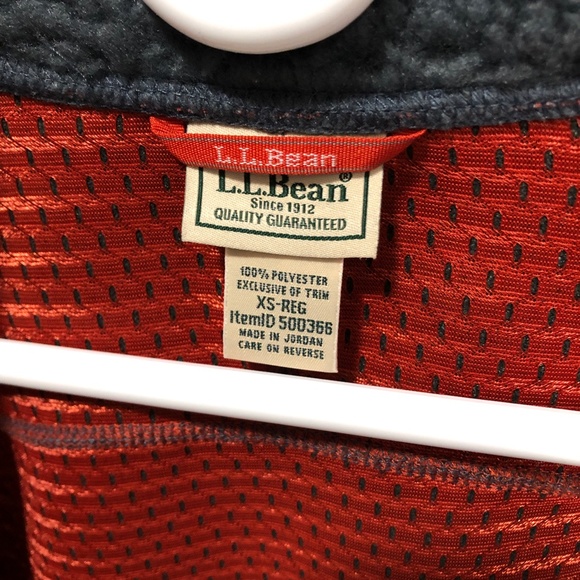 L.L.Bean
L.L.Bean®
Since 1912
QUALITY GUARANTEED
100% POLYESTER
EXCLUSIVE OF TRIM
XS-REG
ItemID 500366
MADE IN JORDAN
CARE ON REVERSE